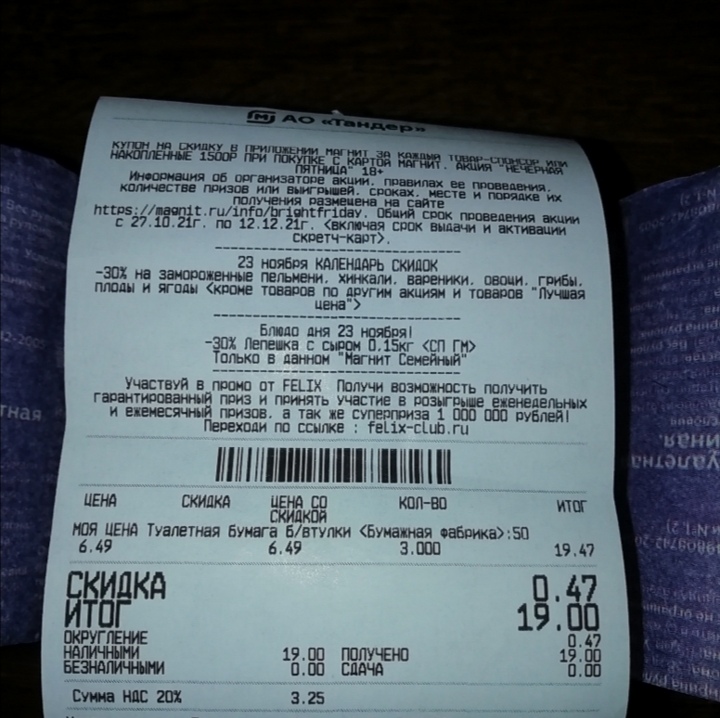 АО «Тандер»
КУПОН НА СКИДКУ В ПРИЛОЖЕНИИ МАГНИТ ЗА КАЖДЫЙ ТОВАР-СПОНСОР ИЛИ
НАКОПЛЕННЫЕ 1500Р ПРИ ПОКУПКЕ С КАРТОЙ МАГНИТ. АКЦИЯ "НЕЧЕРНАЯ
ПЯТНИЦА" 18+
Информация об организаторе акции, правилах ее проведения,
количестве призов или выигрышей, сроках, месте и порядке их
получения размещена на сайте
https://magnit.ru/info/brightfriday. Общий срок проведения акции
с 27.10.21г. по 12.12.21г. <включая срок выдачи и активации
скретч-карт>.
23 ноября КАЛЕНДАРЬ СКИДОК
-30% на замороженные пельмени, хинкали, вареники, овощи, грибы,
плоды и ягоды <кроме товаров по другим акциям и товаров "Лучшая
цена">
Блюдо дня 23 ноября!
-30% Лепешка с сыром 0.15кг <СП ГМ>
Только в данном "Магнит Семейный"
Участвуй в промо от FELIX Получи возможность получить
гарантированный приз и принять участие в розыгрыше еженедельных
и ежемесячный призов, а так же суперприза 1 000 000 рублей!
Переходи по ссылке : felix-club.ru
ЦЕНА СКИДКА ЦЕНА СО СКИДКОЙ КОЛ-ВО ИТОГ
МОЯ ЦЕНА Туалетная бумага Б/втулки <Бумажная фабрика>:50
6.49 6.49 3.000 19.47
СКИДКА 0.47
ИТОГ 19.00
ОКРУГЛЕНИЕ 0.47
НАЛИЧНЫМИ 19.00 ПОЛУЧЕНО 19.00
БЕЗНАЛИЧНЫМИ 0.00 СДАЧА 0.00
Сумма НДС 20% 3.25